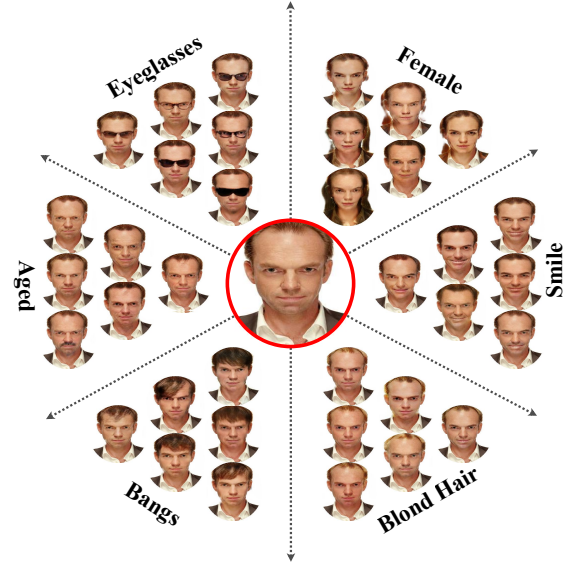 Eyeglasses
Female
Aged
Smile
Bangs
Blond Hair